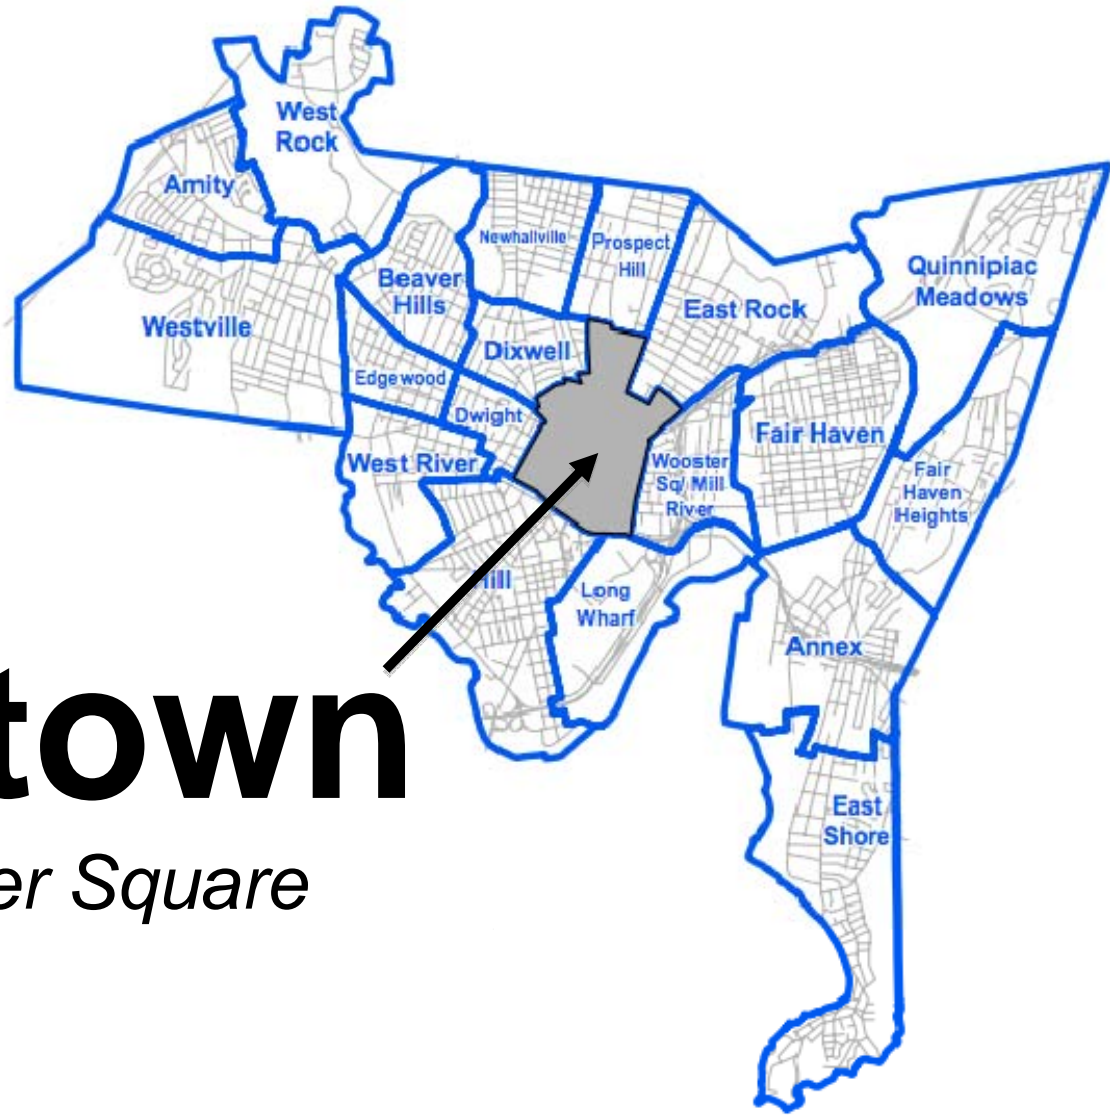 West
Rock
Amity
Newhallville
Prospect
Hill
Beaver
Hills
Quinnipiac
Meadows
East Rock
Westville
Dixwell
Edgewood
Dwight
Fair Haven
West River
Wooster
Sq/ Mill
River
Fair
Haven
Heights
Hill
Long
Wharf
Annex
town
East
Shore
er Square